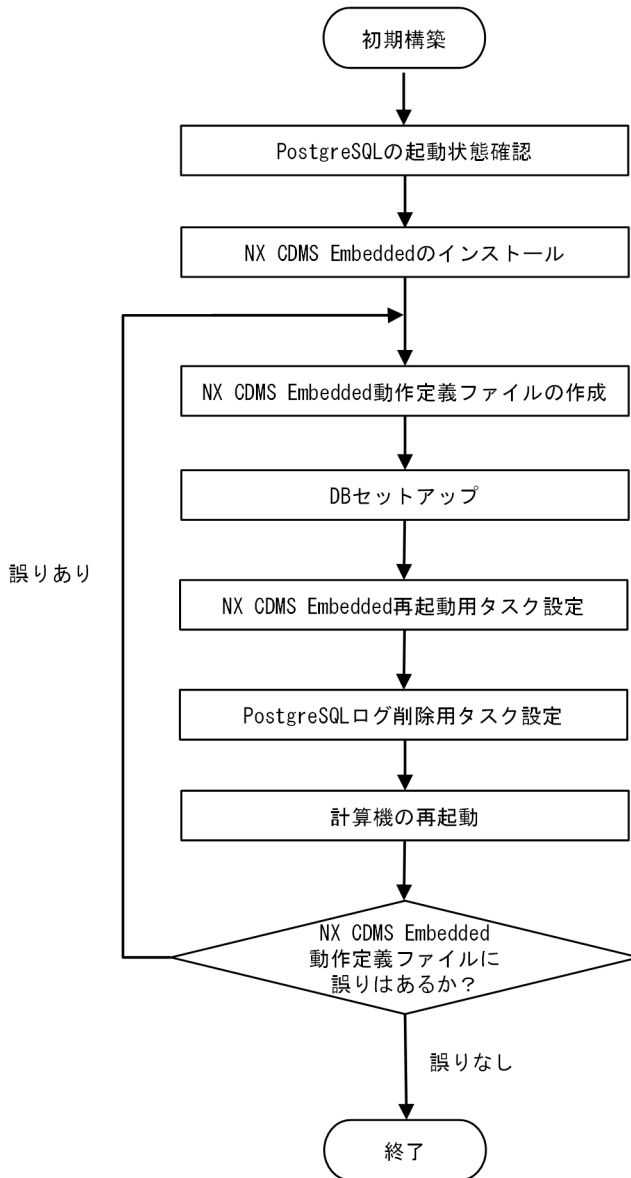 初期構築
PostgreSQLの起動状態確認
NX CDMS Embeddedのインストール
NX CDMS Embedded動作定義ファイルの作成
DBセットアップ
誤りあり
NX CDMS Embedded再起動用タスク設定
PostgreSQLログ削除用タスク設定
計算機の再起動
NX CDMS Embedded
動作定義ファイルに
誤りはあるか？
誤りなし
終了